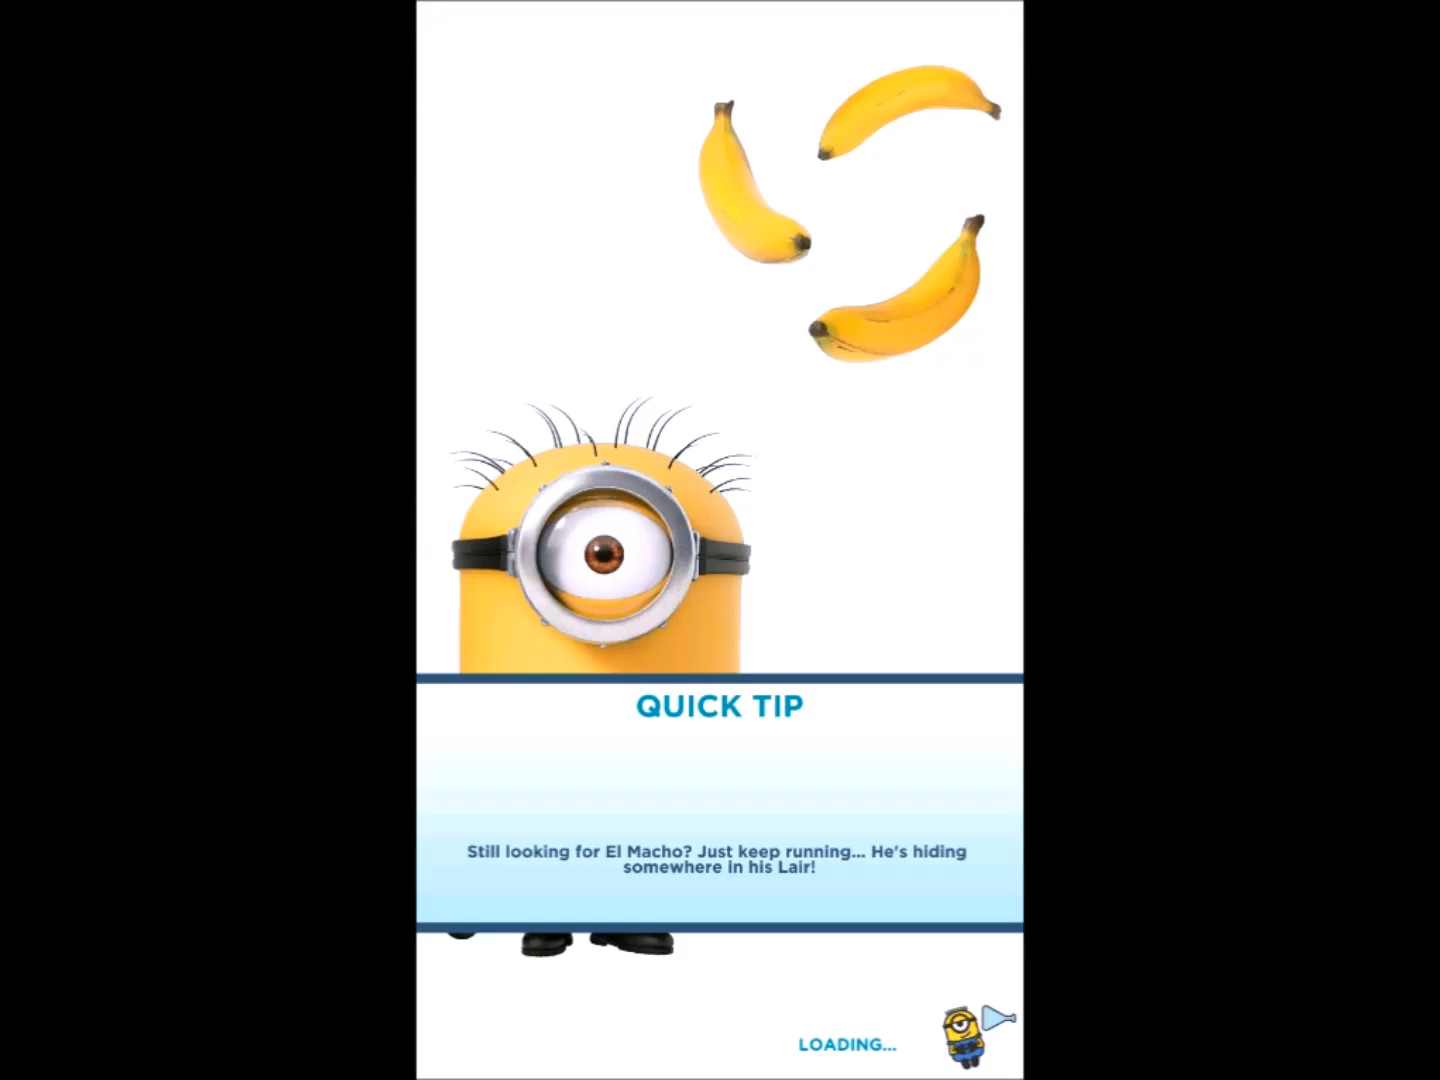 QUICK TIP
Still looking for El Macho? Just keep running... He's hiding
somewhere in his Lair!
LOADING...